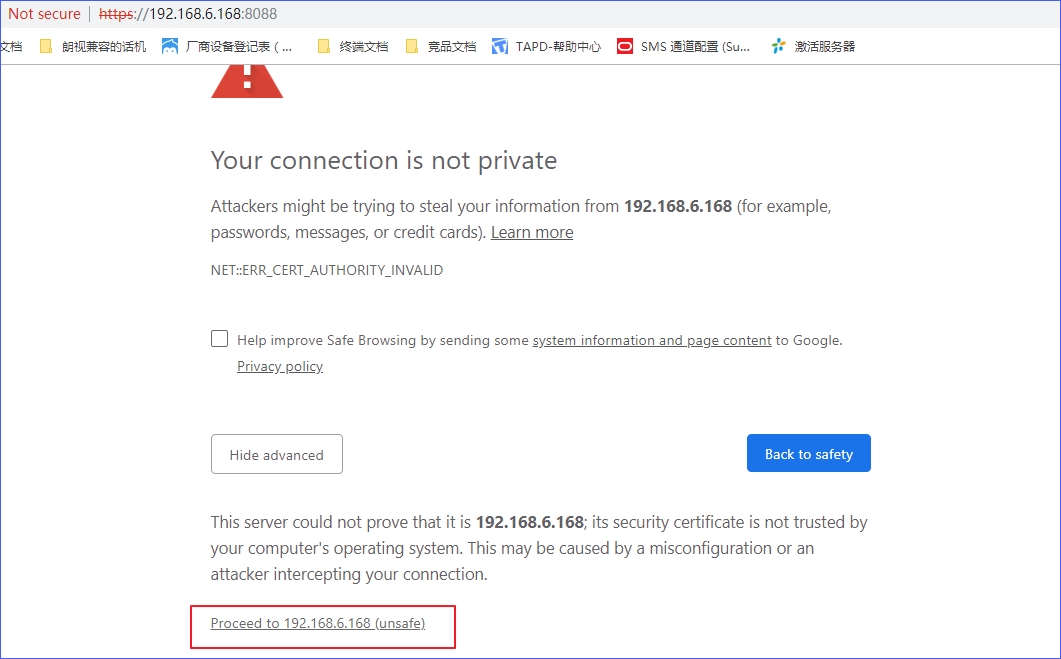 Not secure | https://192.168.6.168:8088
文档 朗视兼容的话机 厂商设备登记表 ( ... 终端文档 竞品文档 TAPD-帮助中心 SMS 通道配置 (Su... 激活服务器
!
Your connection is not private
Attackers might be trying to steal your information from 192.168.6.168 (for example,
passwords, messages, or credit cards). Learn more
NET::ERR_CERT_AUTHORITY_INVALID
Help improve Safe Browsing by sending some system information and page content to Google.
Privacy policy
Hide advanced Back to safety
This server could not prove that it is 192.168.6.168; its security certificate is not trusted by
your computer's operating system. This may be caused by a misconfiguration or an
attacker intercepting your connection.
Proceed to 192.168.6.168 (unsafe)